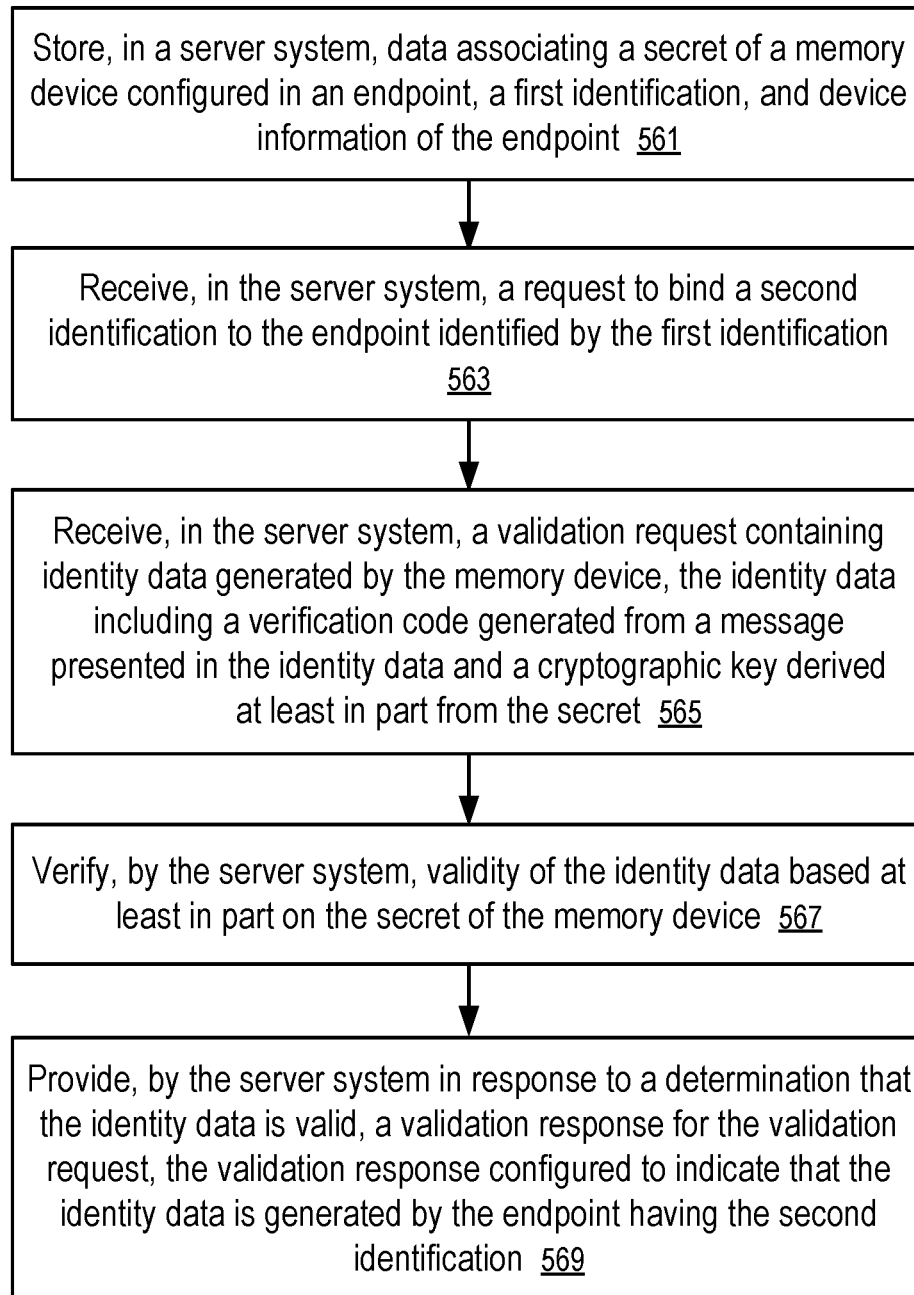 Store, in a server system, data associating a secret of a memory
device configured in an endpoint, a first identification, and device
information of the endpoint 561
Receive, in the server system, a request to bind a second
identification to the endpoint identified by the first identification
563
Receive, in the server system, a validation request containing
identity data generated by the memory device, the identity data
including a verification code generated from a message
presented in the identity data and a cryptographic key derived
at least in part from the secret 565
Verify, by the server system, validity of the identity data based at
least in part on the secret of the memory device 567
Provide, by the server system in response to a determination that
the identity data is valid, a validation response for the validation
request, the validation response configured to indicate that the
identity data is generated by the endpoint having the second
identification 569